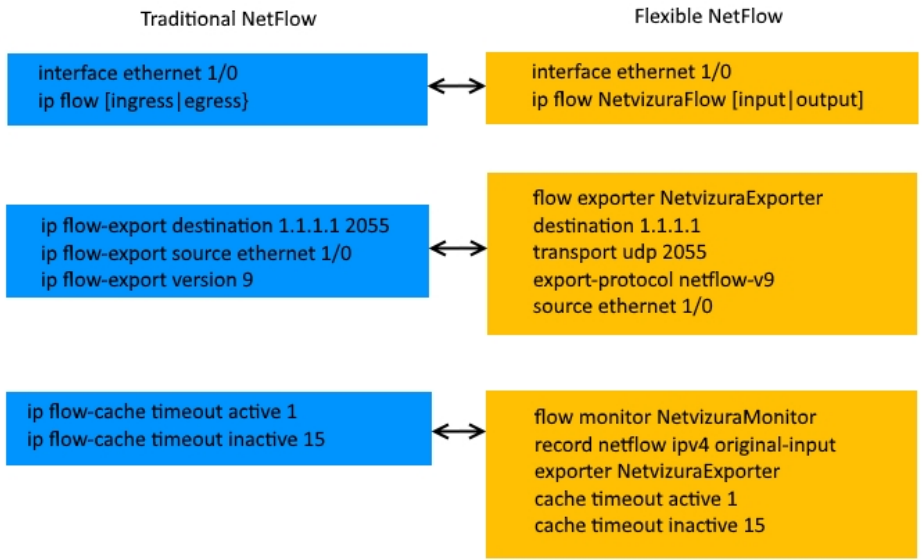 Traditional NetFlow
Flexible NetFlow
interface ethernet 1/0
ip flow [ingress|egress}
interface ethernet 1/0
ip flow NetvizuraFlow [input|output]
ip flow-export destination 1.1.1.1 2055
ip flow-export source ethernet 1/0
ip flow-export version 9
flow exporter NetvizuraExporter
destination 1.1.1.1
transport udp 2055
export-protocol netflow-v9
source ethernet 1/0
ip flow-cache timeout active 1
ip flow-cache timeout inactive 15
flow monitor NetvizuraMonitor
record netflow ipv4 original-input
exporter NetvizuraExporter
cache timeout active 1
cache timeout inactive 15